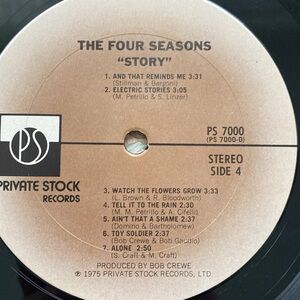 THE FOUR SEASONS
"STORY"
1. AND THAT REMINDS ME 3:31
(Stillman & Bargoni)
2. ELECTRIC STORIES 3:05
(M. Petrillo & S. Linzer)
PS
PS 7000
(PS 7000-D)
STEREO
SIDE 4
PRIVATE STOCK
RECORDS
3. WATCH THE FLOWERS GROW 3:33
(L. Brown & R. Bloodworth)
4. TELL IT TO THE RAIN 2:30
(M. Petrillo & A. Cifelli)
5. AIN'T THAT A SHAME 2:37
(Domino & Bartholomew)
6. TOY SOLDIER 2:37
(Bob Crewe & Bob Gaudio)
7. ALONE 2:50
(S. Craft & M. Craft)
PRODUCED BY BOB CREWE
℗ 1975 PRIVATE STOCK RECORDS, LTD.